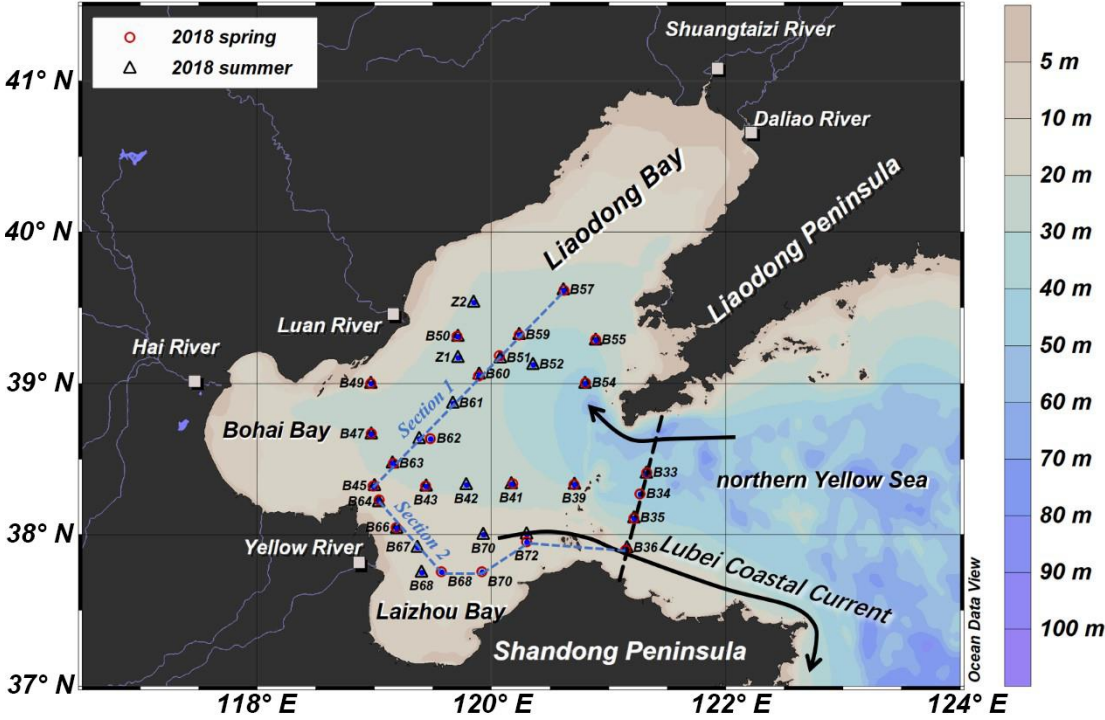 2018 spring
2018 summer
41° N
40° N
39° N
38° N
37° N
118° E
120° E
122° E
124° E
5 m
10 m
20 m
30 m
40 m
50 m
60 m
70 m
80 m
90 m
100 m
Ocean Data View
Shuangtaizi River
Daliao River
Liaodong Bay
Liaodong Peninsula
Luan River
Hai River
Bohai Bay
Yellow River
Laizhou Bay
Shandong Peninsula
northern Yellow Sea
Lubei Coastal Current
Section 1
Section 2
Z2
B57
B50
B59
B55
Z1
B51
B52
B60
B49
B54
B61
B47
B62
B63
B45
B43
B42
B41
B39
B33
B34
B64
B35
B66
B67
B70
B72
B36
B68
B68
B70